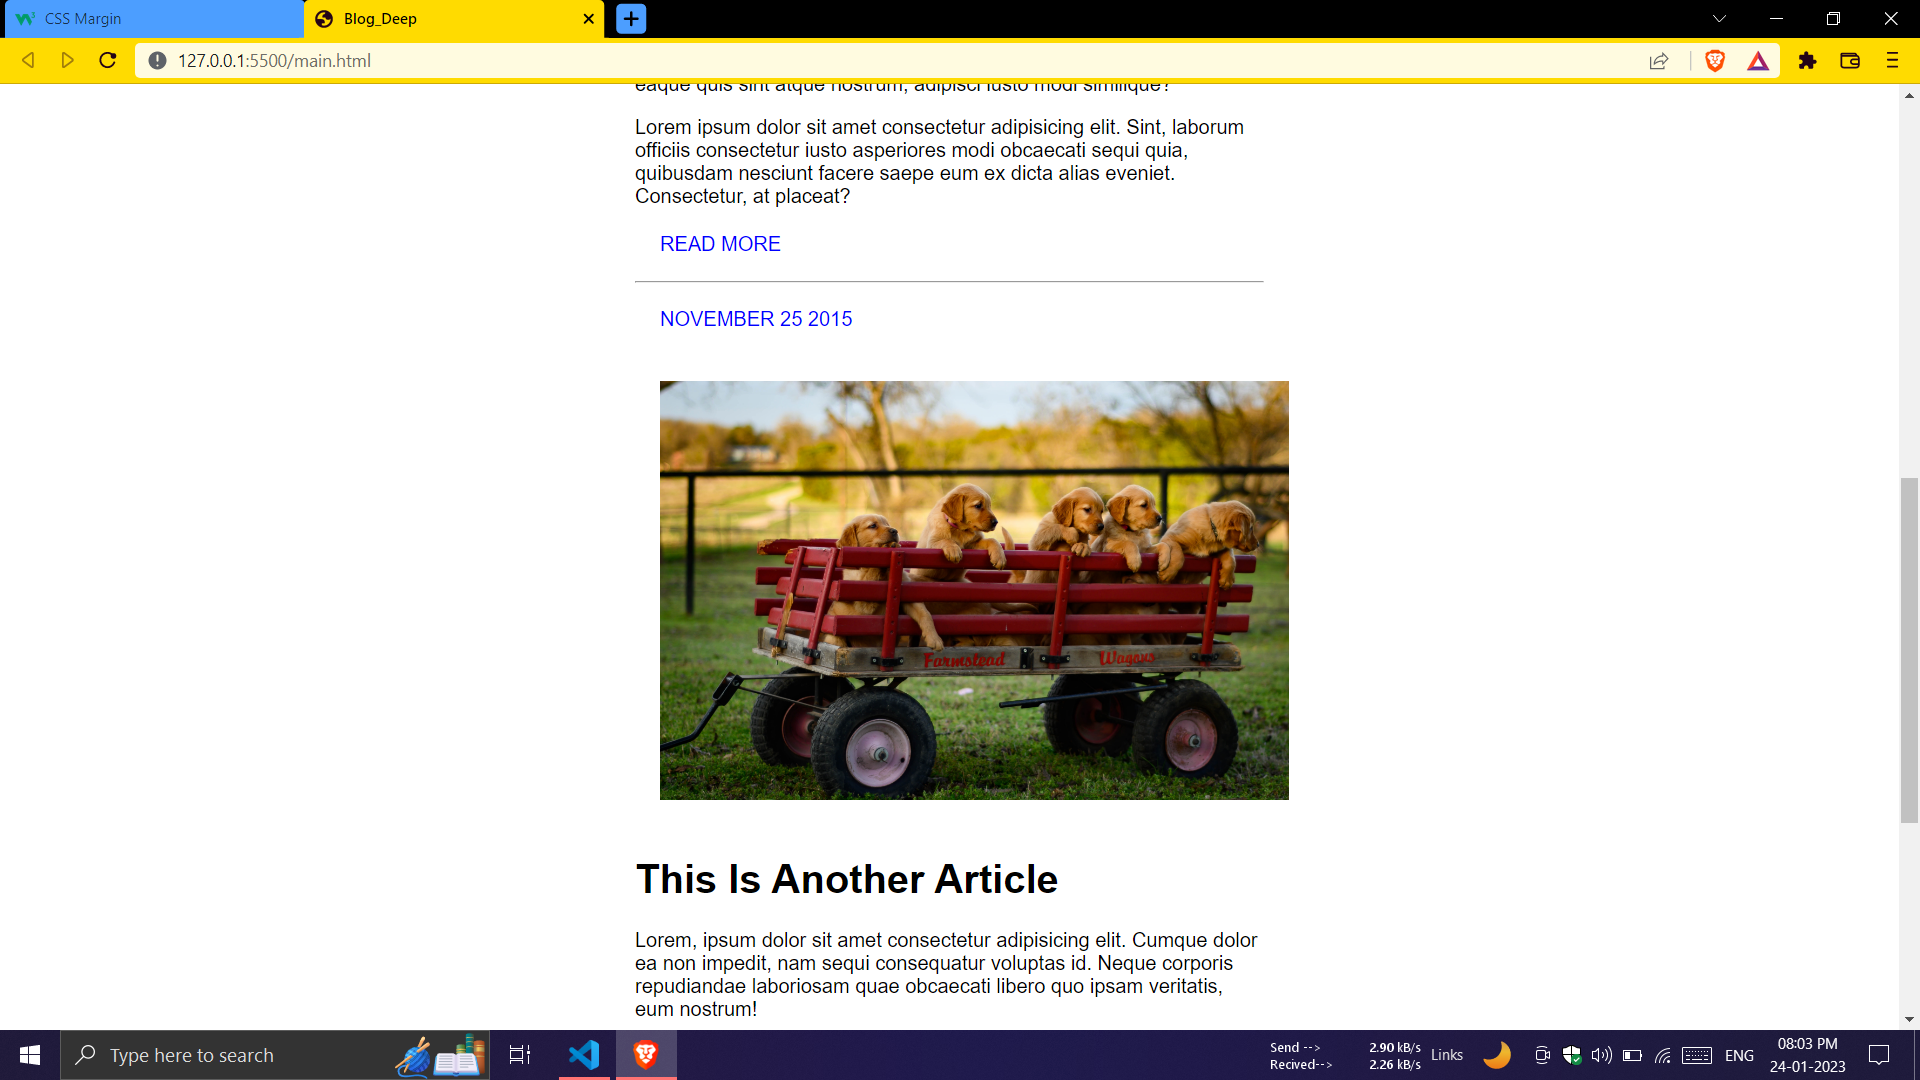 CSS Margin
Blog_Deep
127.0.0.1:5500/main.html
eaque quis sint atque nostrum, adipisci iusto modi similique?
Lorem ipsum dolor sit amet consectetur adipisicing elit. Sint, laborum
officiis consectetur iusto asperiores modi obcaecati sequi quia,
quibusdam nesciunt facere saepe eum ex dicta alias eveniet.
Consectetur, at placeat?
READ MORE
NOVEMBER 25 2015
Farmstead Wagons
This Is Another Article
Lorem, ipsum dolor sit amet consectetur adipisicing elit. Cumque dolor
ea non impedit, nam sequi consequatur voluptas id. Neque corporis
repudiandae laboriosam quae obcaecati libero quo ipsam veritatis,
eum nostrum!
Type here to search
Send --> 2.90 kB/s
Recived--> 2.26 kB/s
Links
ENG
08:03 PM
24-01-2023